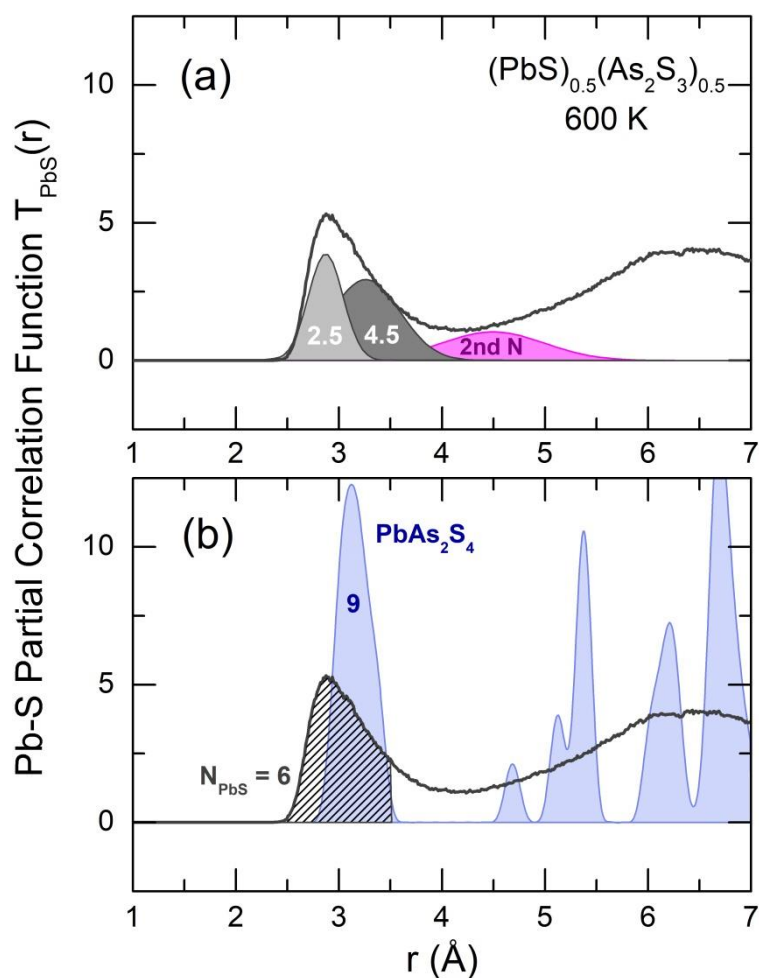 Pb-S Partial Correlation Function T_PbS(r)
(a)
(PbS)₀.₅(As₂S₃)₀.₅
600 K
10
5
0
2.5
4.5
2nd N
1 2 3 4 5 6 7
(b)
PbAs₂S₄
10
9
5
N_PbS = 6
0
1 2 3 4 5 6 7
r (Å)